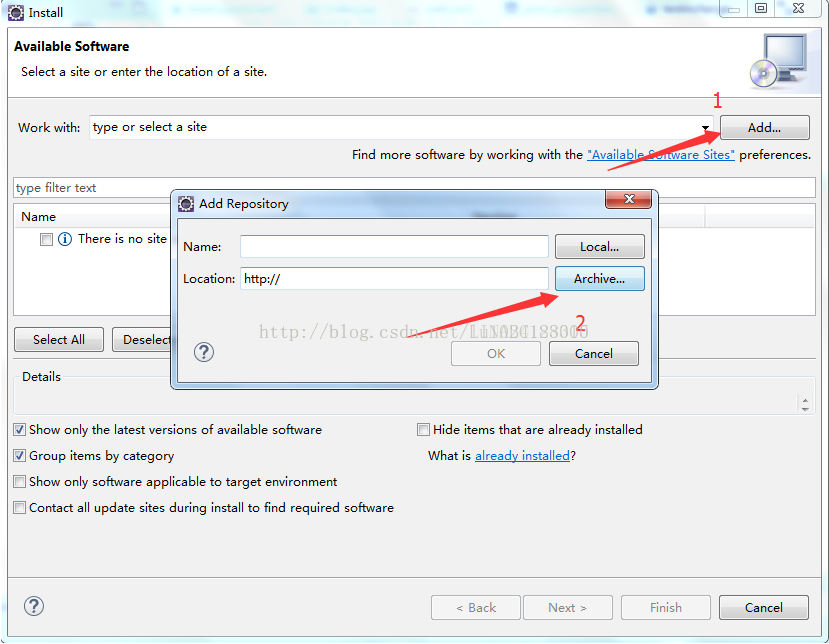 Install
Available Software
Select a site or enter the location of a site.
1
Work with: type or select a site Add...
Find more software by working with the "Available Software Sites" preferences.
type filter text
Add Repository
Name
There is no site
Name: Local...
Location: http:// Archive...
2
http://blog.csdn.net/
Select All Deselect
OK Cancel
Details
Show only the latest versions of available software Hide items that are already installed
Group items by category What is already installed?
Show only software applicable to target environment
Contact all update sites during install to find required software
< Back Next > Finish Cancel